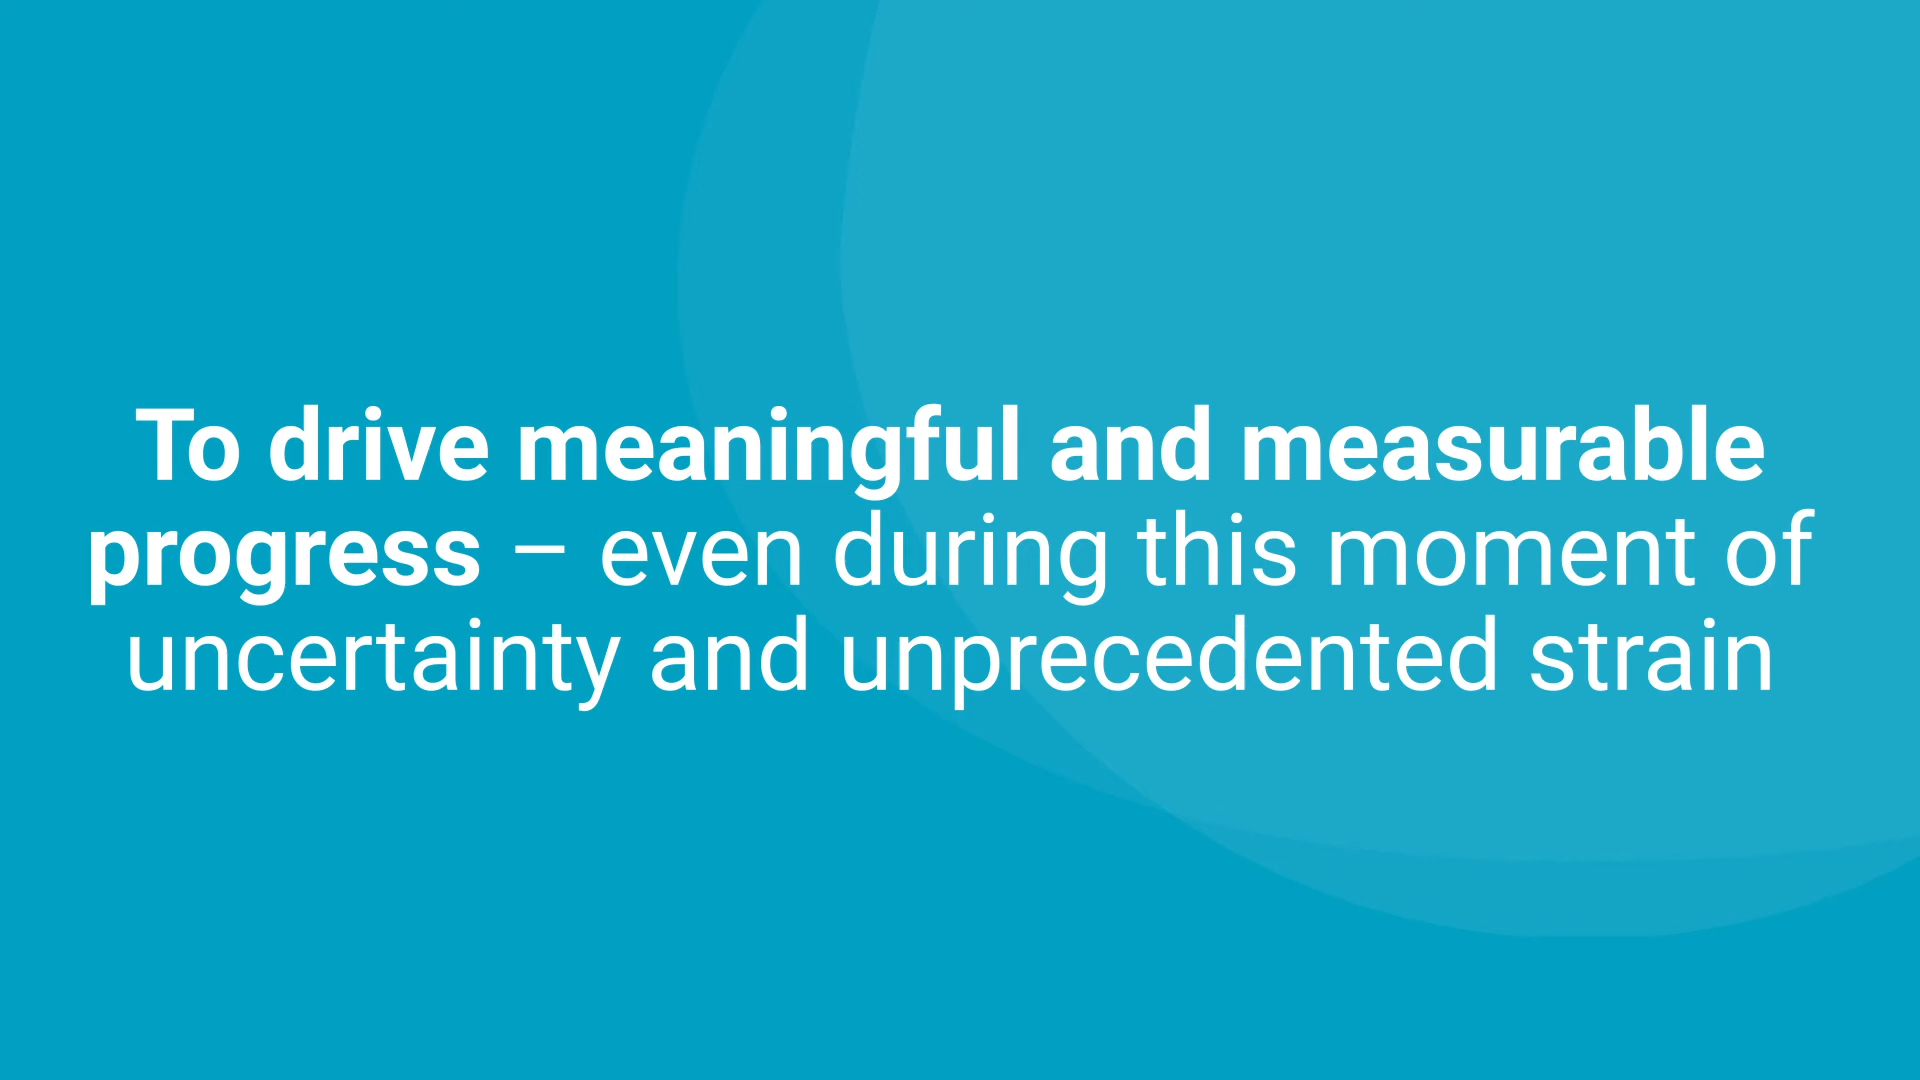 To drive meaningful and measurable
progress – even during this moment of
uncertainty and unprecedented strain